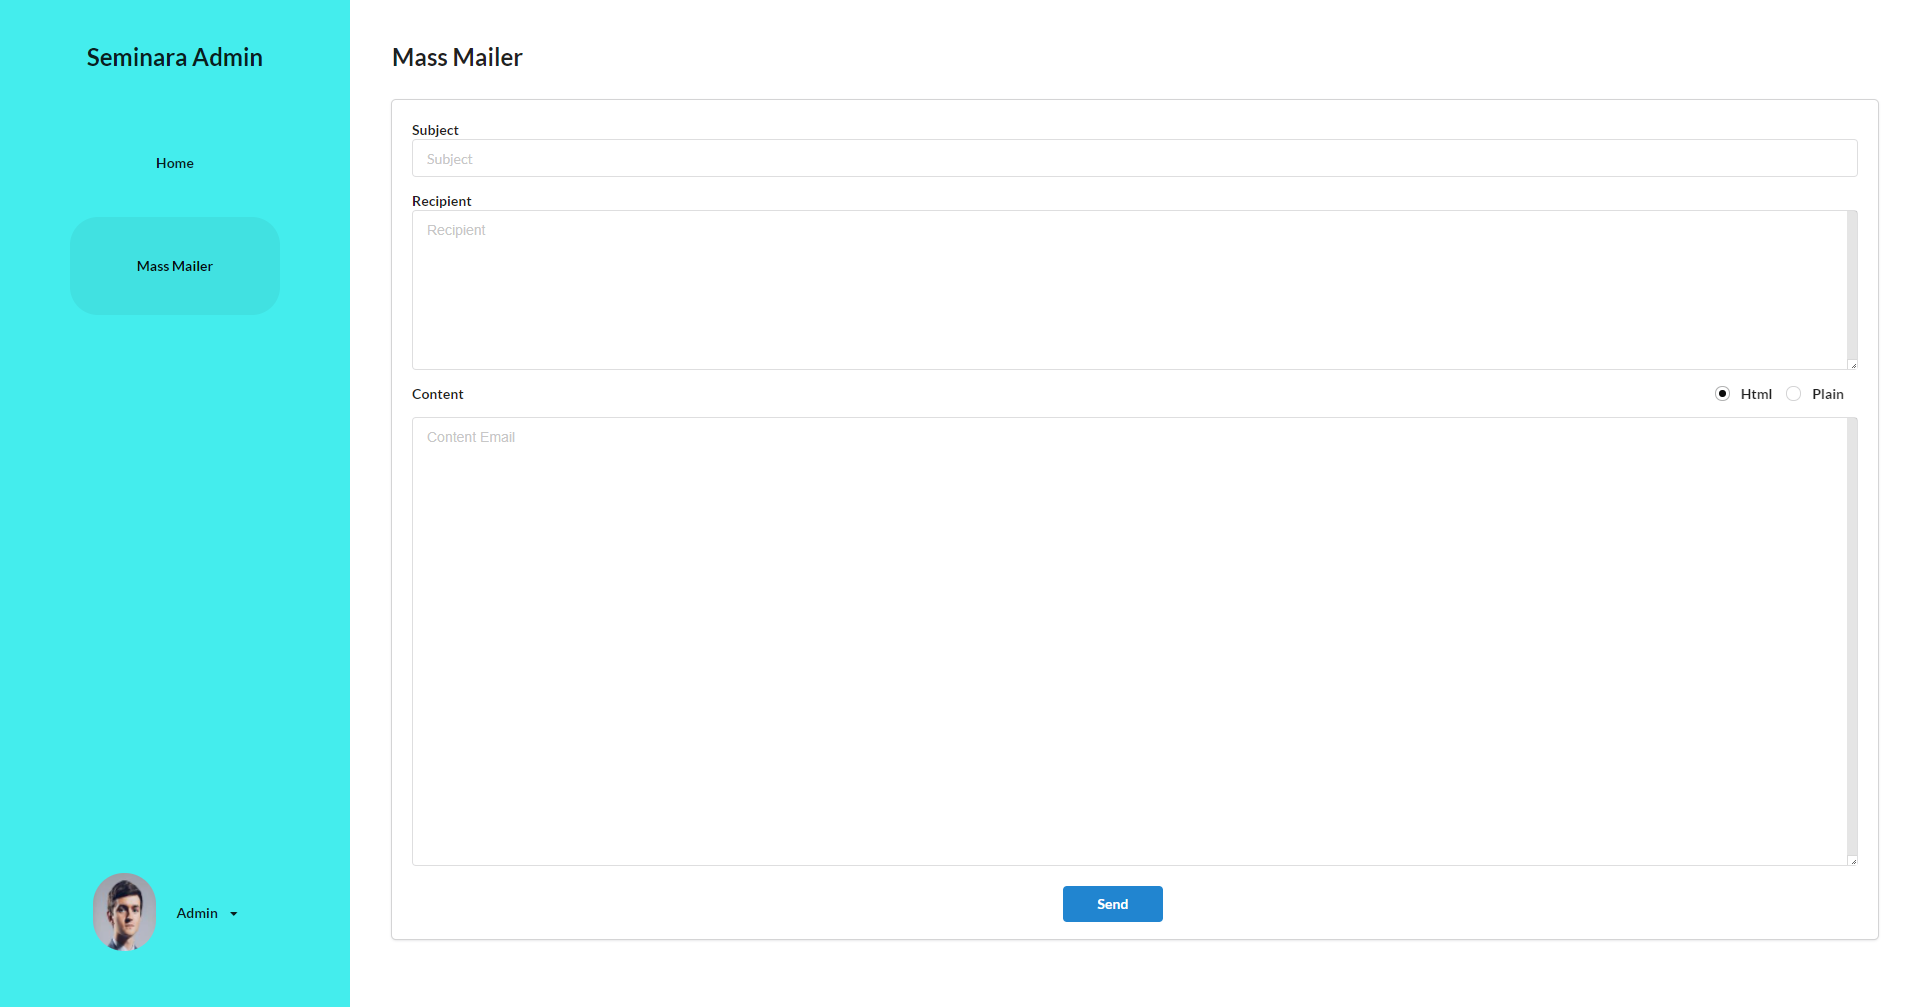 Seminara Admin
Home
Mass Mailer
Admin
Mass Mailer
Subject
Subject
Recipient
Recipient
Content
Html
Plain
Content Email
Send